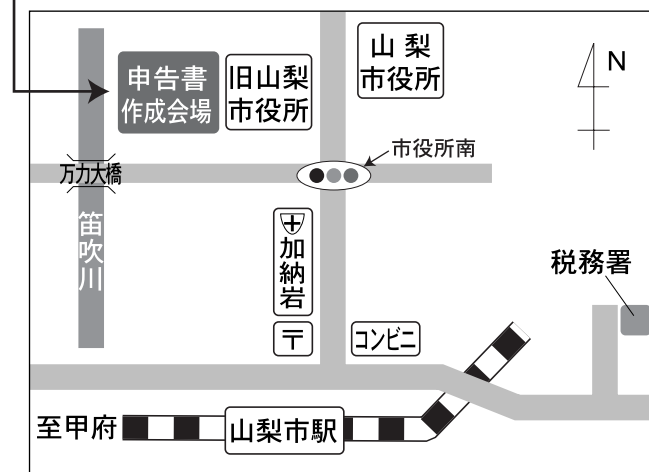 申告書
作成会場
旧山梨
市役所
山梨
市役所
N
市役所南
万力大橋
笛吹川
加納岩
〒
コンビニ
税務署
至甲府
山梨市駅